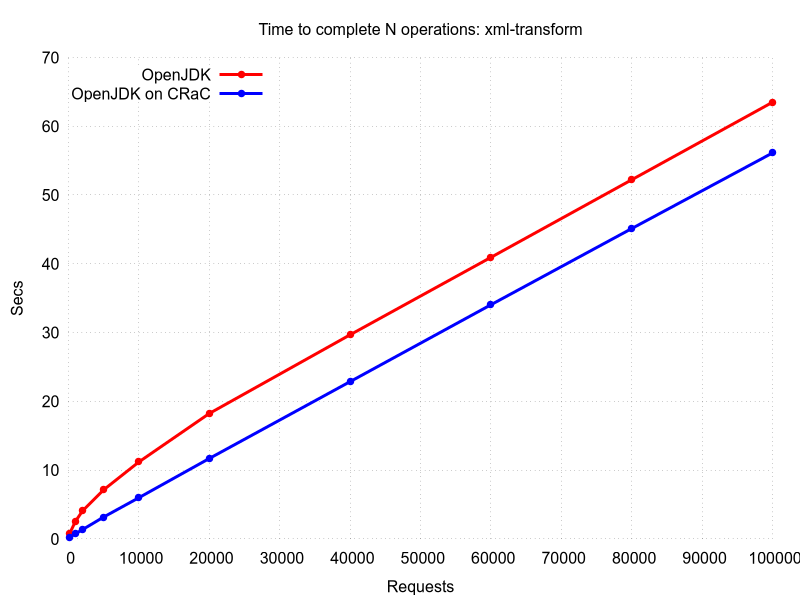 Time to complete N operations: xml-transform
OpenJDK
OpenJDK on CRaC
70
60
50
40
30
20
10
0
Secs
0 10000 20000 30000 40000 50000 60000 70000 80000 90000 100000
Requests